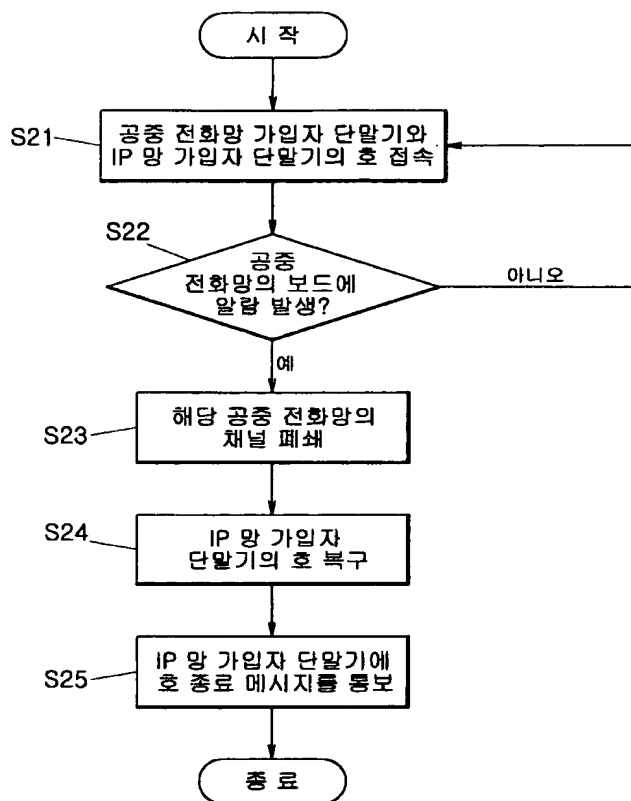 시 작
S21
공중 전화망 가입자 단말기와
IP 망 가입자 단말기의 호 접속
S22
공중
전화망의 보드에
알람 발생?
아니오
예
S23
해당 공중 전화망의
채널 폐쇄
S24
IP 망 가입자
단말기의 호 복구
S25
IP 망 가입자 단말기에
호 종료 메시지를 통보
종 료